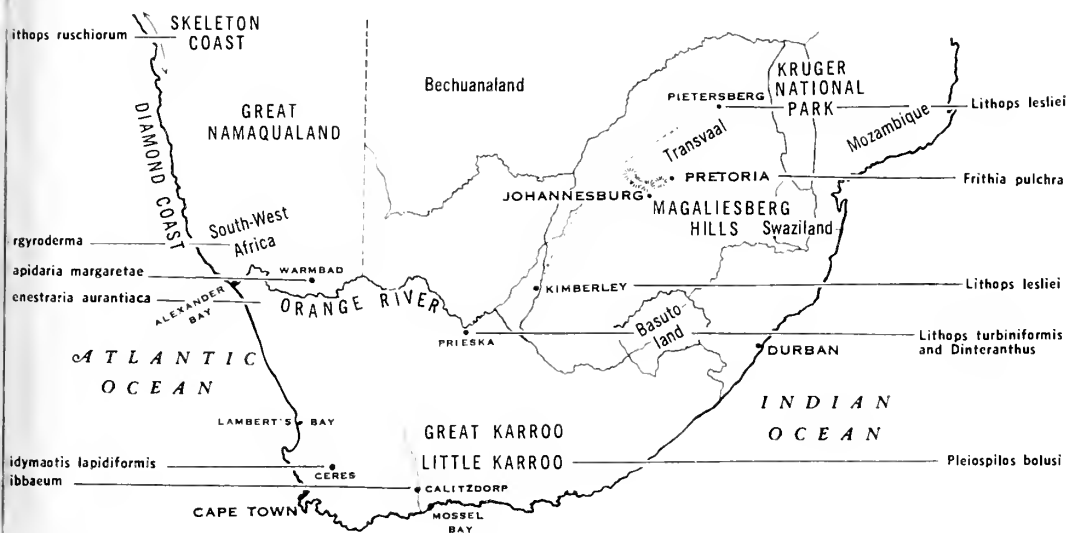 ithops ruschiorum
SKELETON
COAST
DIAMOND COAST
GREAT
NAMAQUALAND
Bechuanaland
PIETERSBERG
KRUGER
NATIONAL
PARK
Lithops lesliei
Transvaal
Mozambique
PRETORIA
Frithia pulchra
JOHANNESBURG
MAGALIESBERG
HILLS
Swaziland
South-West
Africa
rgyroderma
apidaria margaretae
WARMBAD
enestraria aurantiaca
ALEXANDER
BAY
ORANGE RIVER
KIMBERLEY
Lithops lesliei
PRIESKA
Basuto-
land
Lithops turbiniformis
and Dinteranthus
DURBAN
ATLANTIC
OCEAN
INDIAN
OCEAN
LAMBERT'S BAY
GREAT KARROO
LITTLE KARROO
Pleiospilos bolusi
idymaotis lapidiformis
CERES
ibbaeum
CALITZDORP
CAPE TOWN
MOSSEL
BAY